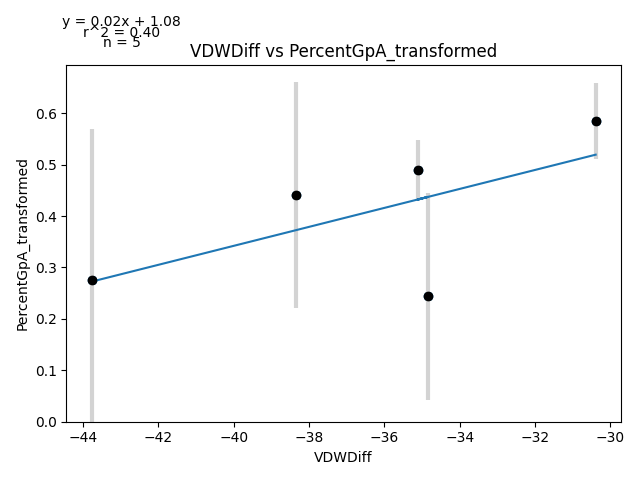 y = 0.02x + 1.08
r^2 = 0.40
n = 5
VDWDiff vs PercentGpA_transformed
PercentGpA_transformed
0.6
0.5
0.4
0.3
0.2
0.1
0.0
−44 −42 −40 −38 −36 −34 −32 −30
VDWDiff